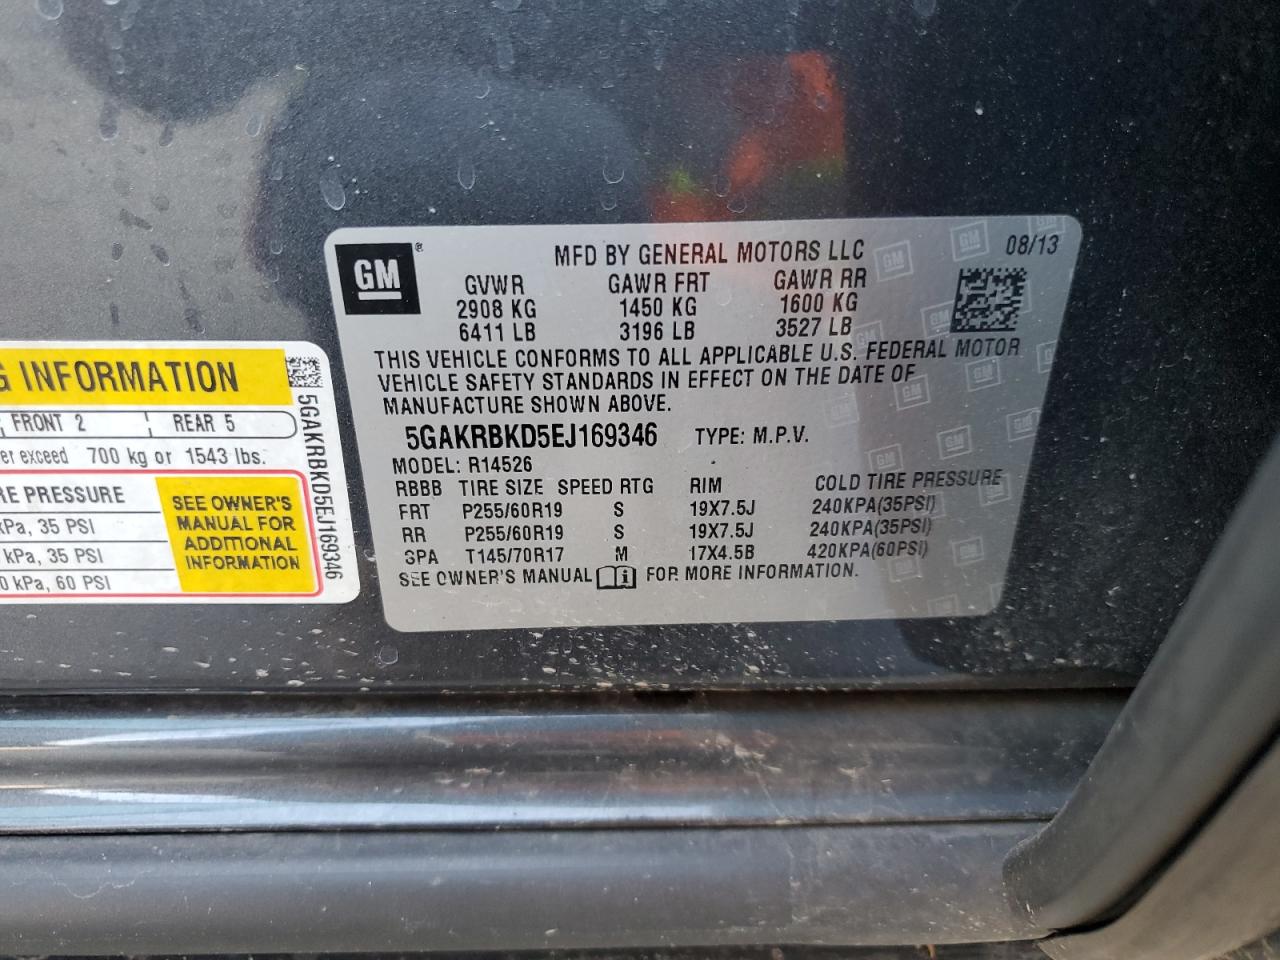 GM ®
MFD BY GENERAL MOTORS LLC
08/13
GVWR GAWR FRT GAWR RR
2908 KG 1450 KG 1600 KG
6411 LB 3196 LB 3527 LB
THIS VEHICLE CONFORMS TO ALL APPLICABLE U.S. FEDERAL MOTOR
VEHICLE SAFETY STANDARDS IN EFFECT ON THE DATE OF
MANUFACTURE SHOWN ABOVE.
5GAKRBKD5EJ169346 TYPE: M.P.V.
MODEL: R14526
RBBB TIRE SIZE SPEED RTG RIM COLD TIRE PRESSURE
FRT P255/60R19 S 19X7.5J 240KPA(35PSI)
RR P255/60R19 S 19X7.5J 240KPA(35PSI)
SPA T145/70R17 M 17X4.5B 420KPA(60PSI)
SEE OWNER'S MANUAL FOR MORE INFORMATION.
INFORMATION
FRONT 2 REAR 5
exceed 700 kg or 1543 lbs.
PRESSURE
kPa, 35 PSI
kPa, 35 PSI
kPa, 60 PSI
SEE OWNER'S
MANUAL FOR
ADDITIONAL
INFORMATION
5GAKRBKD5EJ169346